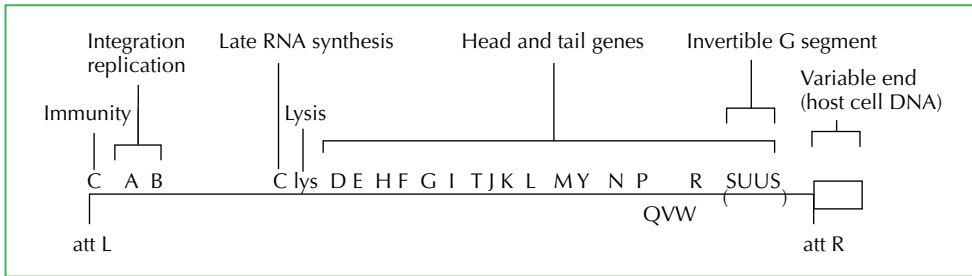 Integration
replication
Late RNA synthesis
Head and tail genes
Invertible G segment
Variable end
(host cell DNA)
Immunity
Lysis
C A B C lys D E H F G I T J K L M Y N P R (SUUS)
QVW
att L
att R